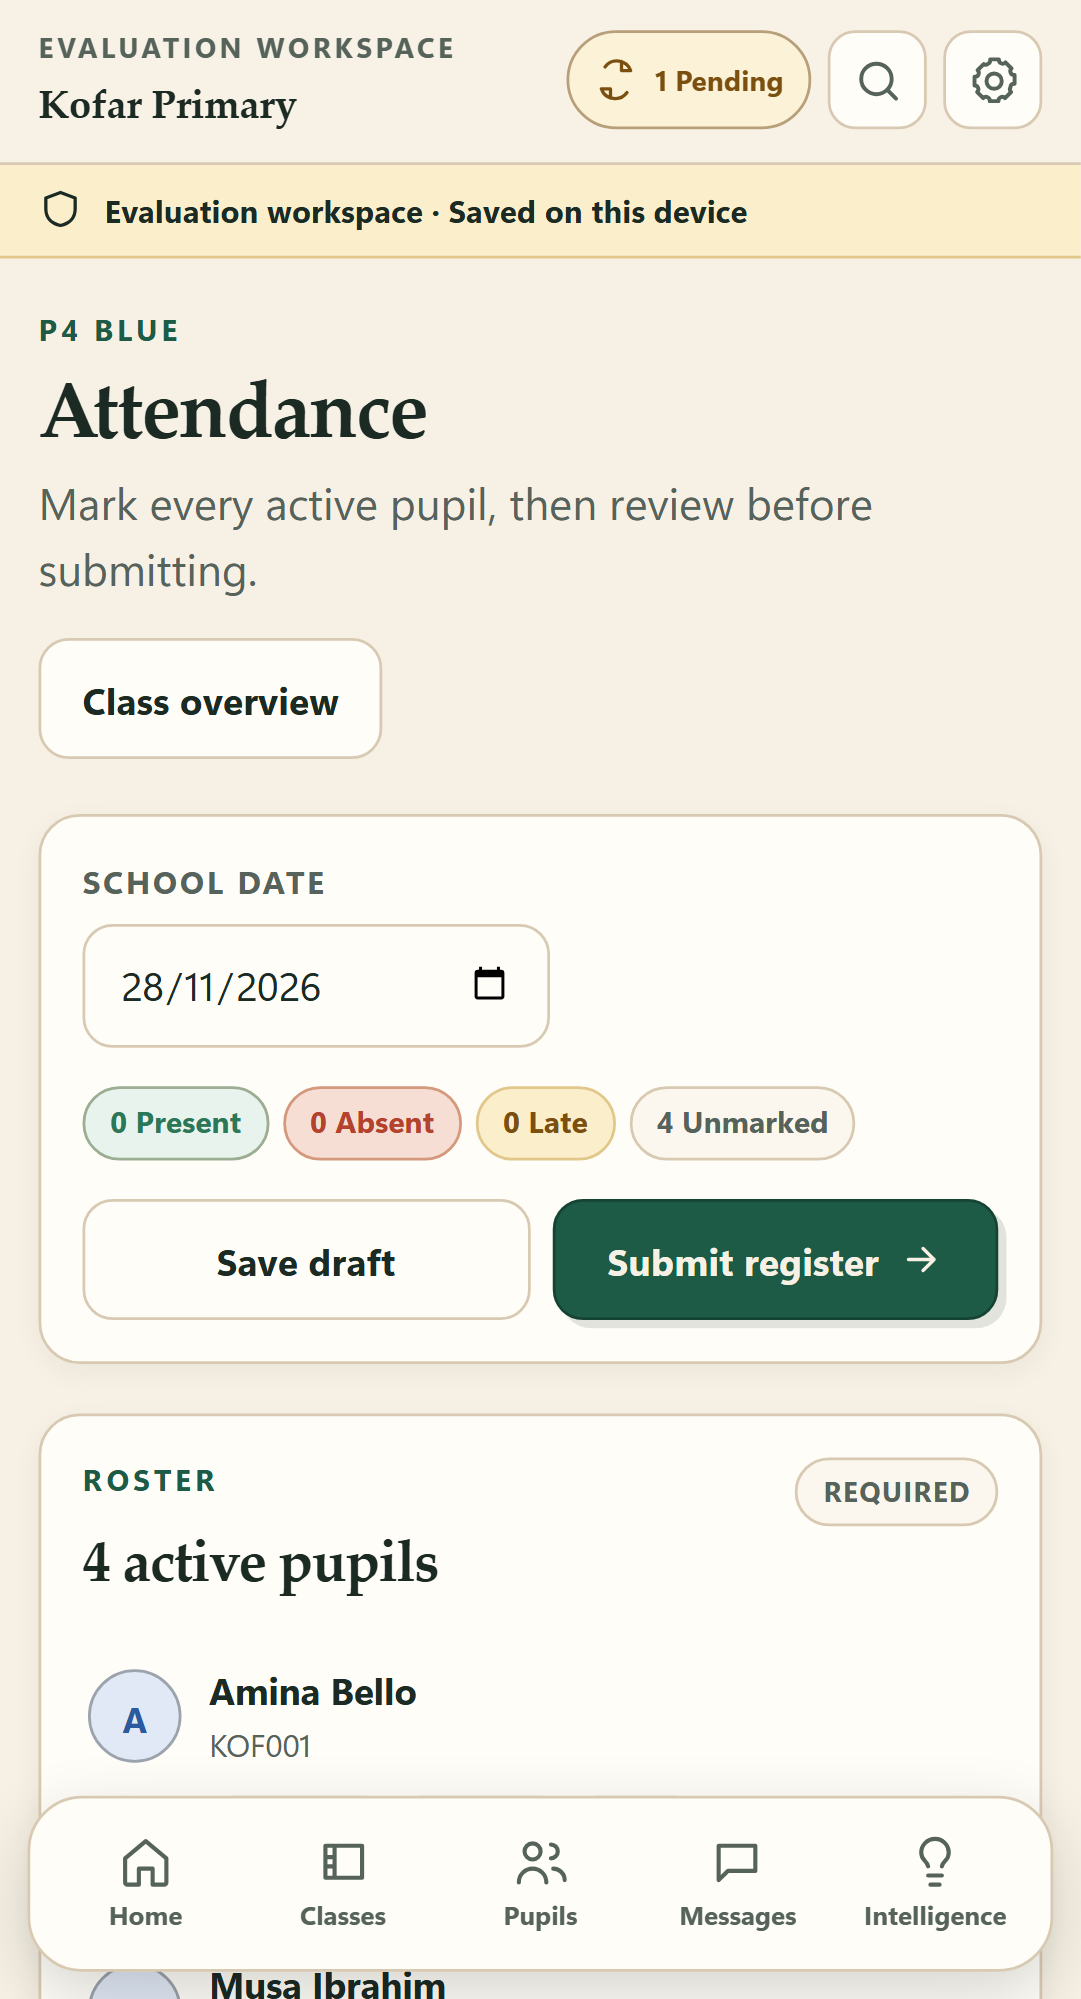 EVALUATION WORKSPACE
Kofar Primary
1 Pending
Evaluation workspace · Saved on this device
P4 BLUE
Attendance
Mark every active pupil, then review before
submitting.
Class overview
SCHOOL DATE
28/11/2026
0 Present
0 Absent
0 Late
4 Unmarked
Save draft
Submit register
ROSTER
REQUIRED
4 active pupils
A
Amina Bello
KOF001
Home
Classes
Pupils
Messages
Intelligence
Musa Ibrahim